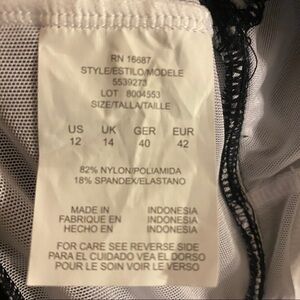 RN 16687
STYLE/ESTILO/MODELE
5539273
LOT 8004553
SIZE/TALLA/TAILLE
US UK GER EUR
12 14 40 42
82% NYLON/POLIAMIDA
18% SPANDEX/ELASTANO
MADE IN INDONESIA
FABRIQUE EN INDONESIA
HECHO EN INDONESIA
FOR CARE SEE REVERSE SIDE
PARA EL CUIDADO VEA EL DORSO
POUR LE SOIN VOIR LE VERSO